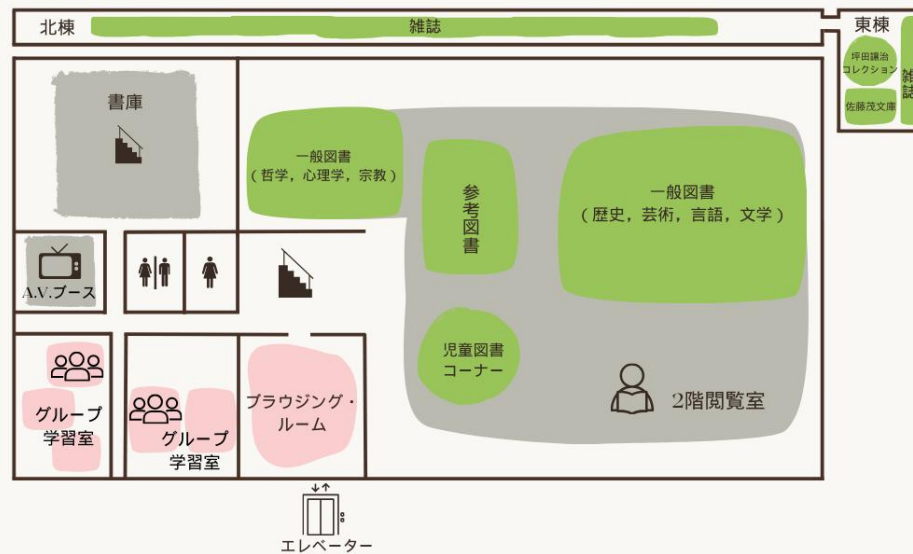 北棟
雑誌
東棟
坪田譲治
コレクション
雑誌
佐藤茂文庫
書庫
一般図書
(哲学，心理学，宗教)
参考図書
一般図書
(歴史，芸術，言語，文学)
A.V.ブース
児童図書
コーナー
2階閲覧室
グループ
学習室
グループ
学習室
ブラウジング・
ルーム
エレベーター